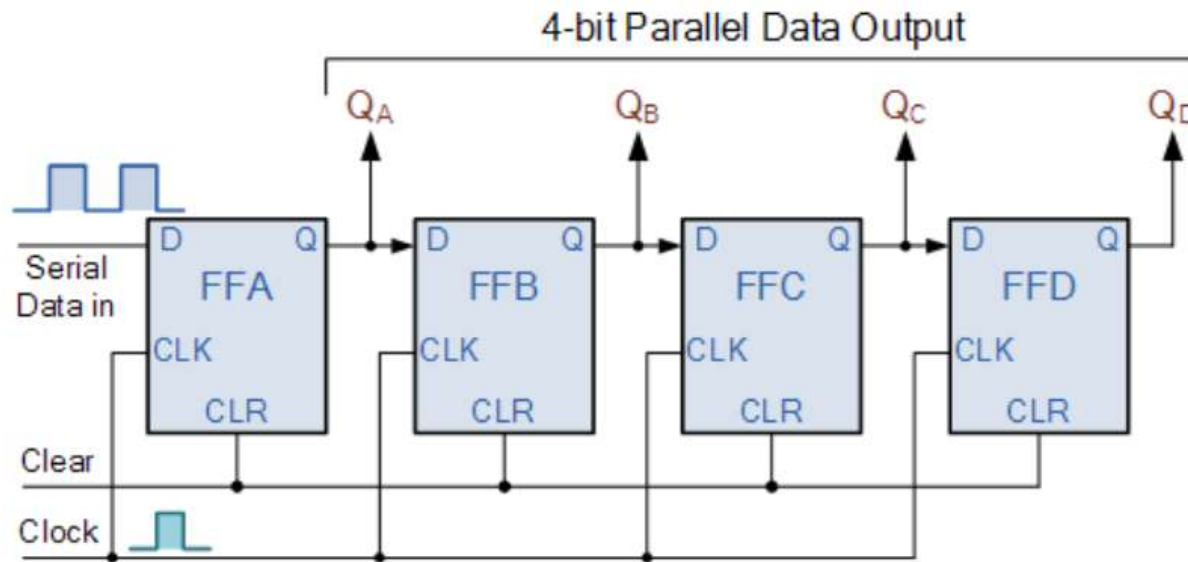 4-bit Parallel Data Output
QA QB QC QD
D Q D Q D Q D Q
Serial
Data in
FFA FFB FFC FFD
CLK CLK CLK CLK
CLR CLR CLR CLR
Clear
Clock